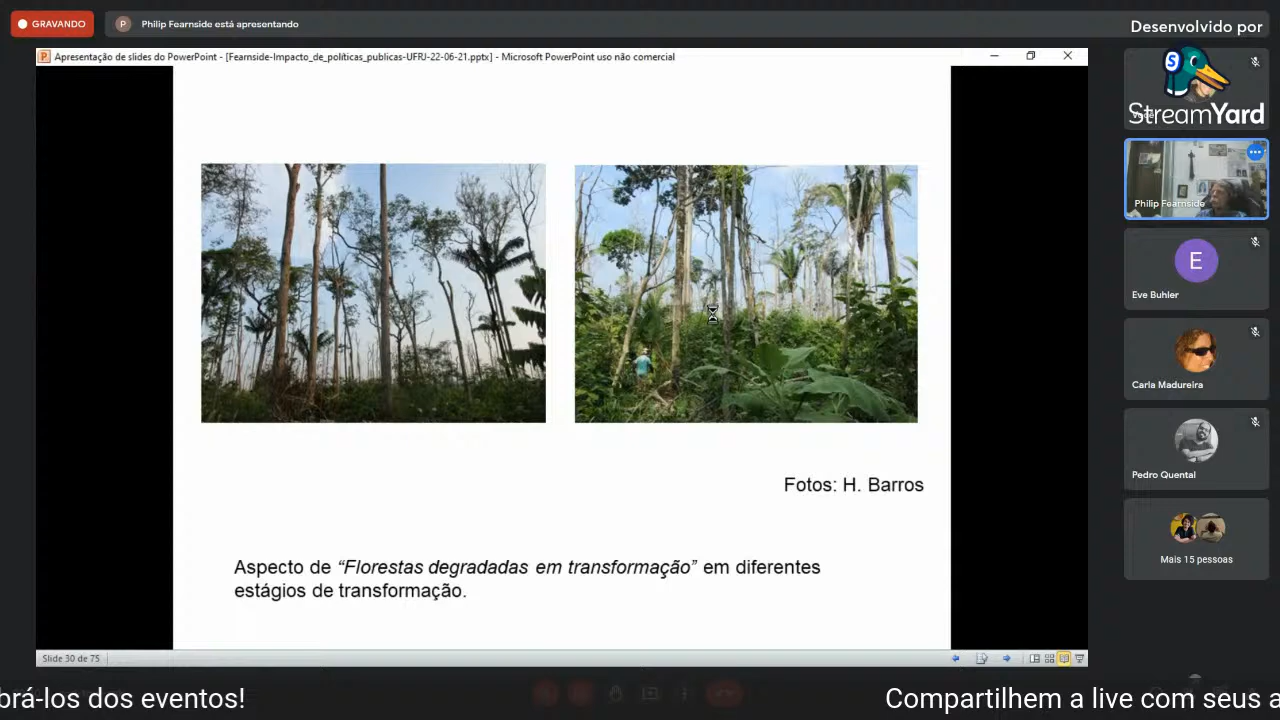 GRAVANDO
P
Philip Fearnside está apresentando
Desenvolvido por
StreamYard
Apresentação de slides do PowerPoint - [Fearnside-Impacto_de_políticas_publicas-UFRJ-22-06-21.pptx] - Microsoft PowerPoint uso não comercial
Philip Fearnside
E
Eve Buhler
Carla Madureira
Pedro Quental
Mais 15 pessoas
Fotos: H. Barros
Aspecto de “Florestas degradadas em transformação” em diferentes
estágios de transformação.
Slide 30 de 75
brá-los dos eventos!
Compartilhem a live com seus a